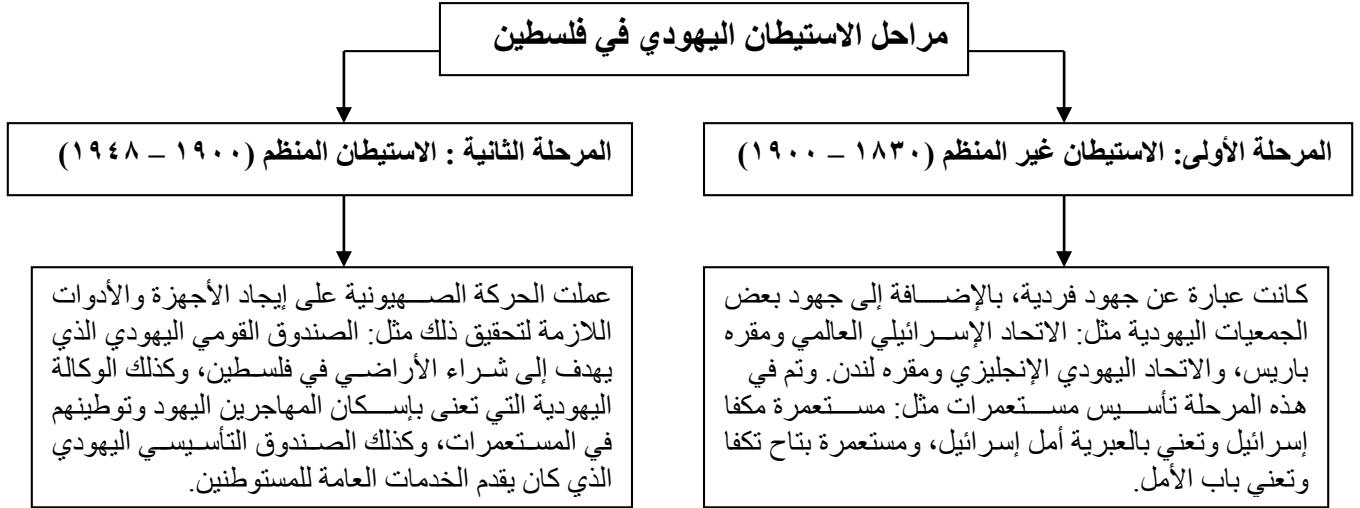 مراحل الاستيطان اليهودي في فلسطين
المرحلة الأولى: الاستيطان غير المنظم (١٨٣٠ – ١٩٠٠)
كانت عبارة عن جهود فردية، بالإضافة إلى جهود بعض
الجمعيات اليهودية مثل: الاتحاد الإسرائيلي العالمي ومقره
باريس، والاتحاد اليهودي الإنجليزي ومقره لندن. وتم في
هذه المرحلة تأسيس مستعمرات مثل: مستعمرة مكفا
إسرائيل وتعني بالعبرية أمل إسرائيل، ومستعمرة بتاح تكفا
وتعني باب الأمل.
المرحلة الثانية : الاستيطان المنظم (١٩٠٠ – ١٩٤٨)
عملت الحركة الصهيونية على إيجاد الأجهزة والأدوات
اللازمة لتحقيق ذلك مثل: الصندوق القومي اليهودي الذي
يهدف إلى شراء الأراضي في فلسطين، وكذلك الوكالة
اليهودية التي تعنى بإسكان المهاجرين اليهود وتوطينهم
في المستعمرات، وكذلك الصندوق التأسيسي اليهودي
الذي كان يقدم الخدمات العامة للمستوطنين.